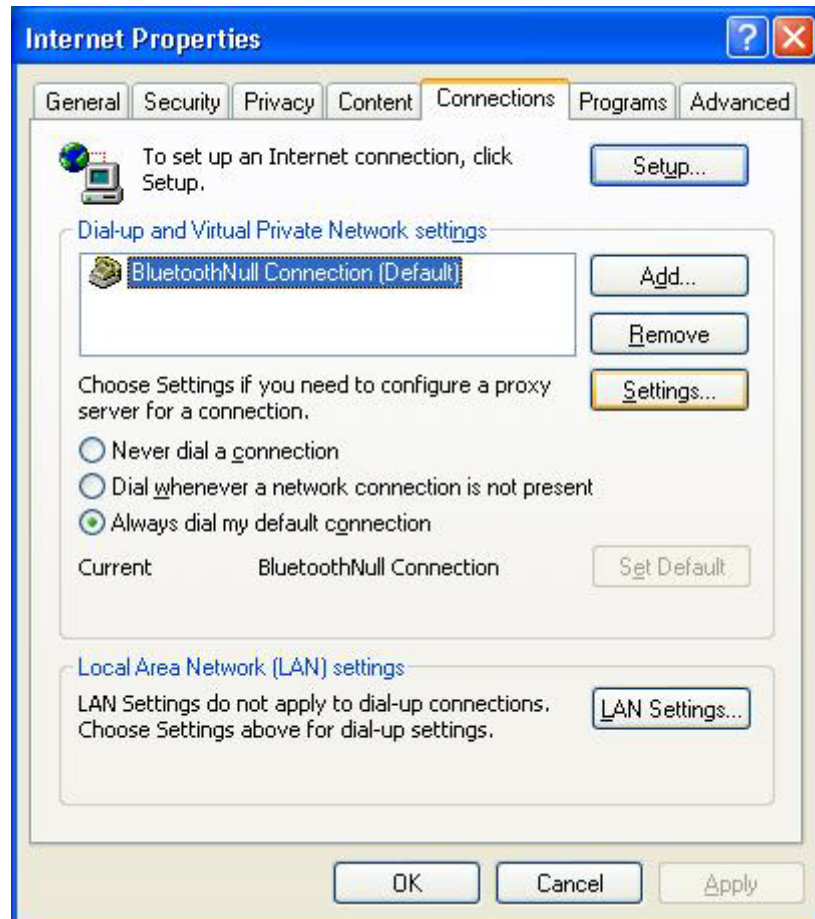 Internet Properties
General Security Privacy Content Connections Programs Advanced
To set up an Internet connection, click
Setup.
Setup...
Dial-up and Virtual Private Network settings
BluetoothNull Connection (Default)
Add...
Remove
Choose Settings if you need to configure a proxy
server for a connection.
Settings...
Never dial a connection
Dial whenever a network connection is not present
Always dial my default connection
Current BluetoothNull Connection
Set Default
Local Area Network (LAN) settings
LAN Settings do not apply to dial-up connections.
Choose Settings above for dial-up settings.
LAN Settings...
OK Cancel Apply